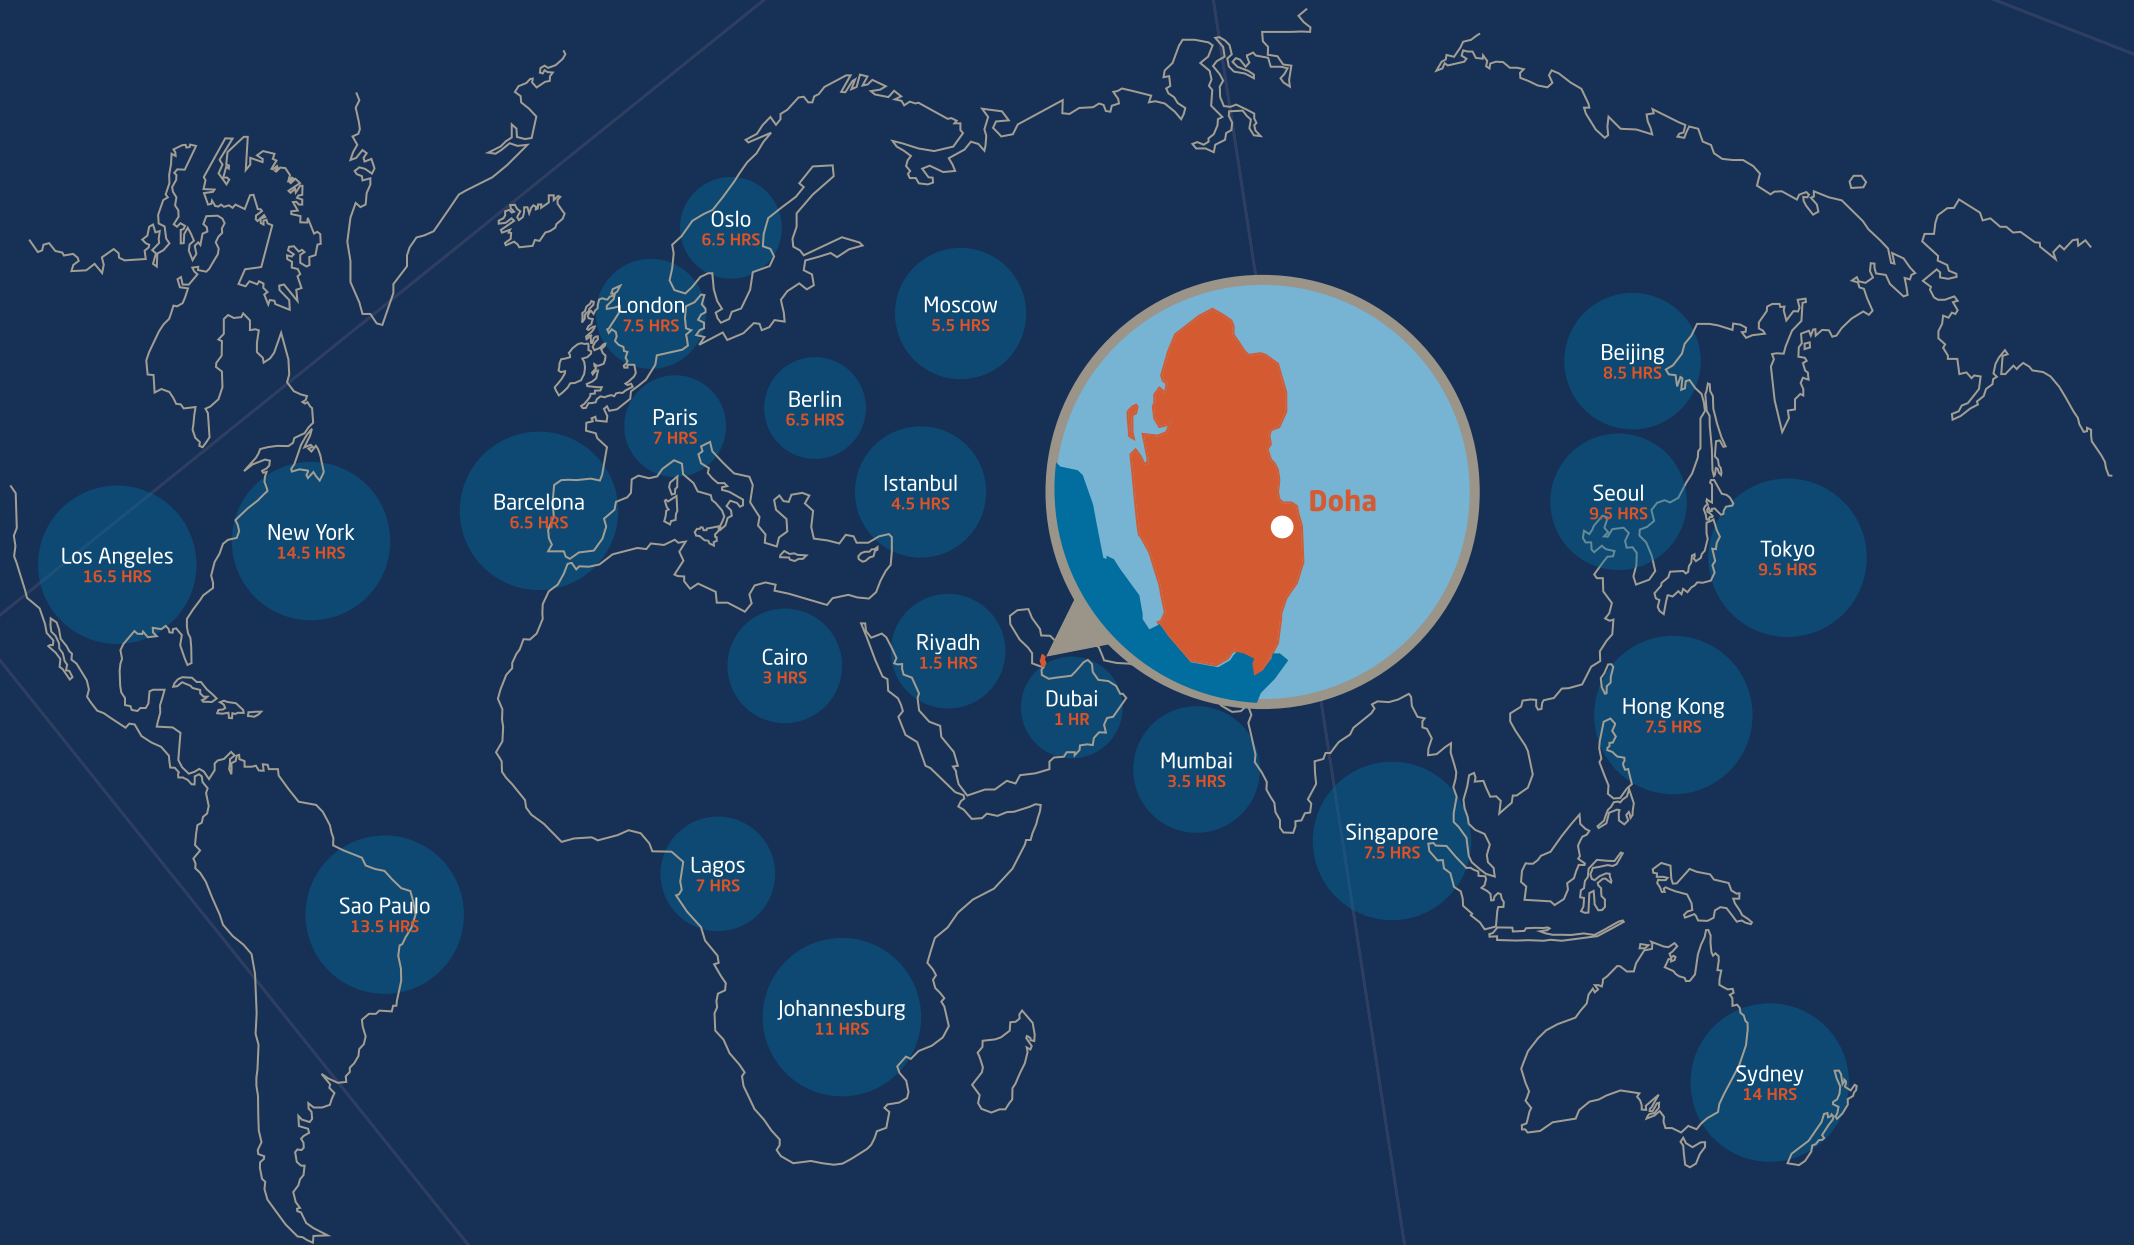 Oslo
6.5 HRS
London
7.5 HRS
Moscow
5.5 HRS
Beijing
8.5 HRS
Berlin
6.5 HRS
Paris
7 HRS
Istanbul
4.5 HRS
Barcelona
6.5 HRS
Doha
Seoul
9.5 HRS
New York
14.5 HRS
Los Angeles
16.5 HRS
Tokyo
9.5 HRS
Riyadh
1.5 HRS
Cairo
3 HRS
Dubai
1 HR
Hong Kong
7.5 HRS
Mumbai
3.5 HRS
Singapore
7.5 HRS
Lagos
7 HRS
Sao Paulo
13.5 HRS
Johannesburg
11 HRS
Sydney
14 HRS